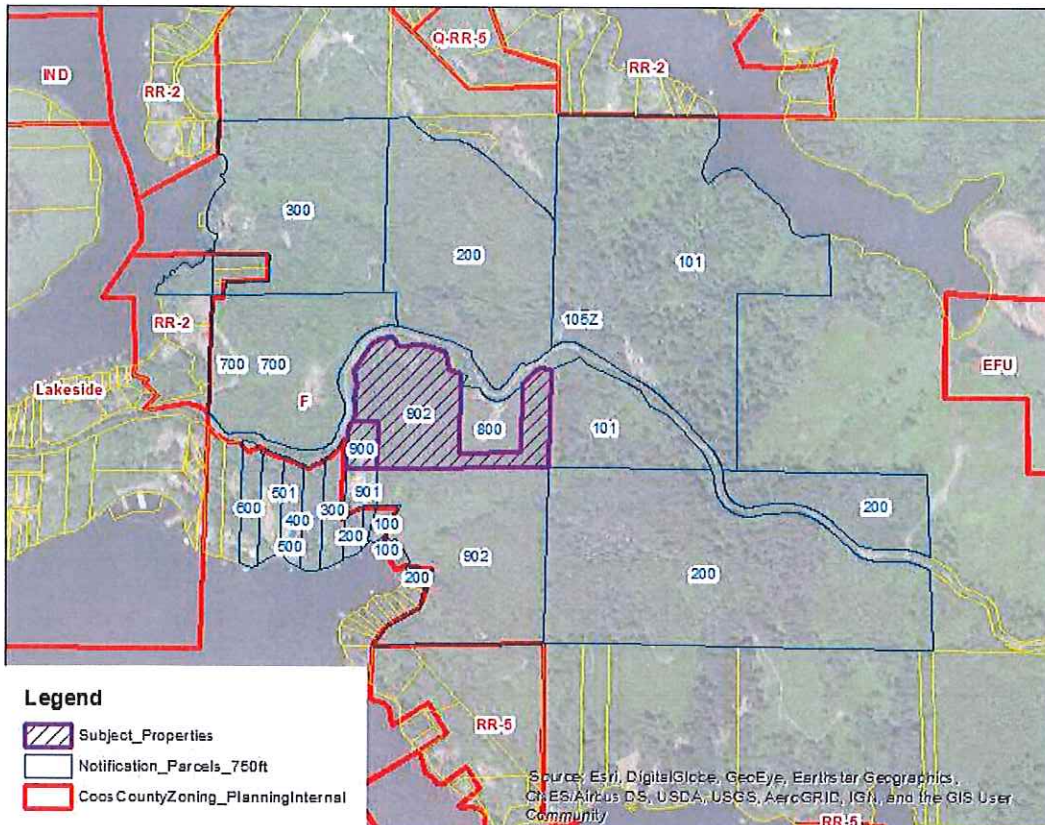 Q-RR-5
IND
RR-2
RR-2
300
200
101
105Z
RR-2
EFU
Lakeside
700
700
F
902
800
101
900
600
501
901
400
300
200
500
100
100
200
902
200
200
RR-5
RR-5
Legend
Subject_Properties
Notification_Parcels_750ft
CoosCountyZoning_PlanningInternal
Source: Esri, DigitalGlobe, GeoEye, Earthstar Geographics,
CNES/Airbus DS, USDA, USGS, AeroGRID, IGN, and the GIS User
Community